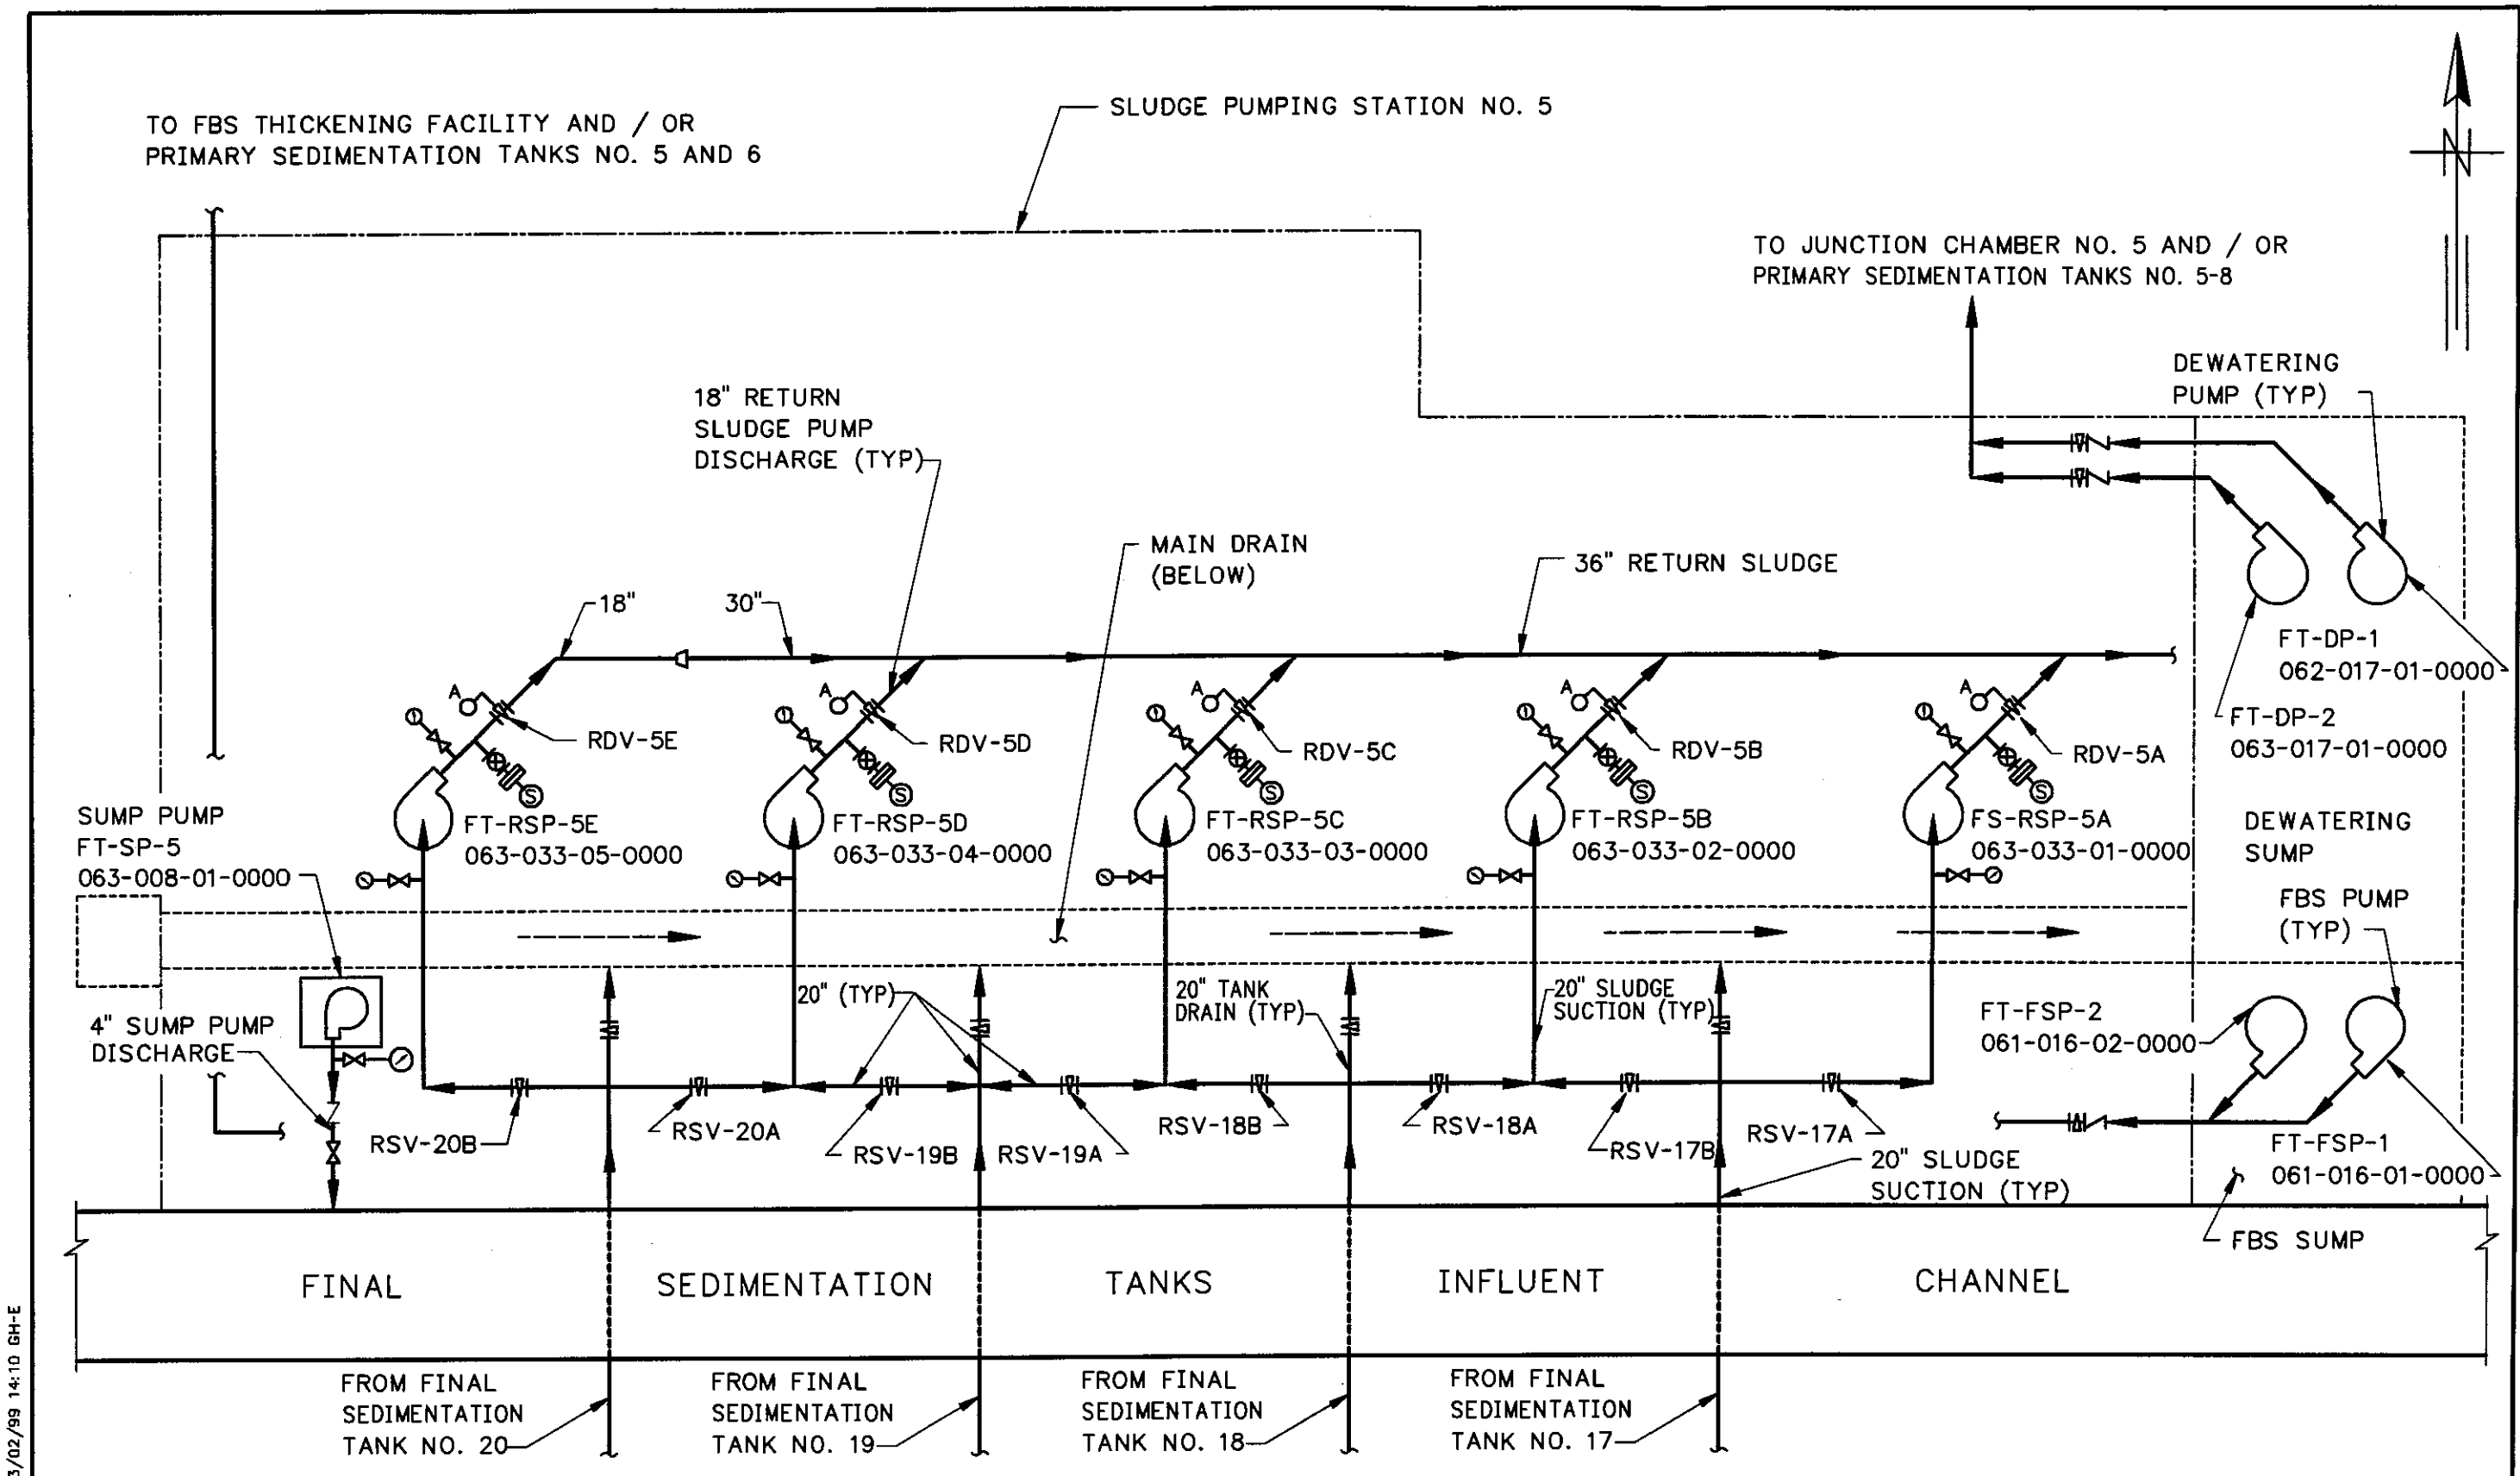 TO FBS THICKENING FACILITY AND / OR
PRIMARY SEDIMENTATION TANKS NO. 5 AND 6
SLUDGE PUMPING STATION NO. 5
N
TO JUNCTION CHAMBER NO. 5 AND / OR
PRIMARY SEDIMENTATION TANKS NO. 5-8
DEWATERING
PUMP (TYP)
18" RETURN
SLUDGE PUMP
DISCHARGE (TYP)
MAIN DRAIN
(BELOW)
36" RETURN SLUDGE
18"
30"
FT-DP-1
062-017-01-0000
FT-DP-2
063-017-01-0000
A
A
A
A
A
RDV-5E
RDV-5D
RDV-5C
RDV-5B
RDV-5A
S
S
S
S
S
SUMP PUMP
FT-SP-5
063-008-01-0000
FT-RSP-5E
063-033-05-0000
FT-RSP-5D
063-033-04-0000
FT-RSP-5C
063-033-03-0000
FT-RSP-5B
063-033-02-0000
FS-RSP-5A
063-033-01-0000
DEWATERING
SUMP
FBS PUMP
(TYP)
4" SUMP PUMP
DISCHARGE
20" (TYP)
20" TANK
DRAIN (TYP)
20" SLUDGE
SUCTION (TYP)
FT-FSP-2
061-016-02-0000
RSV-20B
RSV-20A
RSV-19B
RSV-19A
RSV-18B
RSV-18A
RSV-17B
RSV-17A
20" SLUDGE
SUCTION (TYP)
FT-FSP-1
061-016-01-0000
FBS SUMP
FINAL SEDIMENTATION TANKS INFLUENT CHANNEL
FROM FINAL
SEDIMENTATION
TANK NO. 20
FROM FINAL
SEDIMENTATION
TANK NO. 19
FROM FINAL
SEDIMENTATION
TANK NO. 18
FROM FINAL
SEDIMENTATION
TANK NO. 17
3/02/99 14:10 GH-E